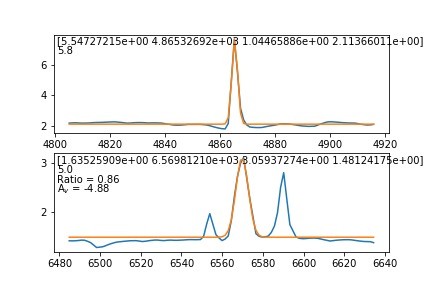 [5.54727215e+00 4.86532692e+03 1.04465886e+00 2.11366011e+00]
5.8
6
4
2
4800 4820 4840 4860 4880 4900 4920
[1.63525909e+00 6.56981210e+03 3.05937274e+00 1.48124175e+00]
5.0
Ratio = 0.86
Av = -4.88
3
2
6480 6500 6520 6540 6560 6580 6600 6620 6640